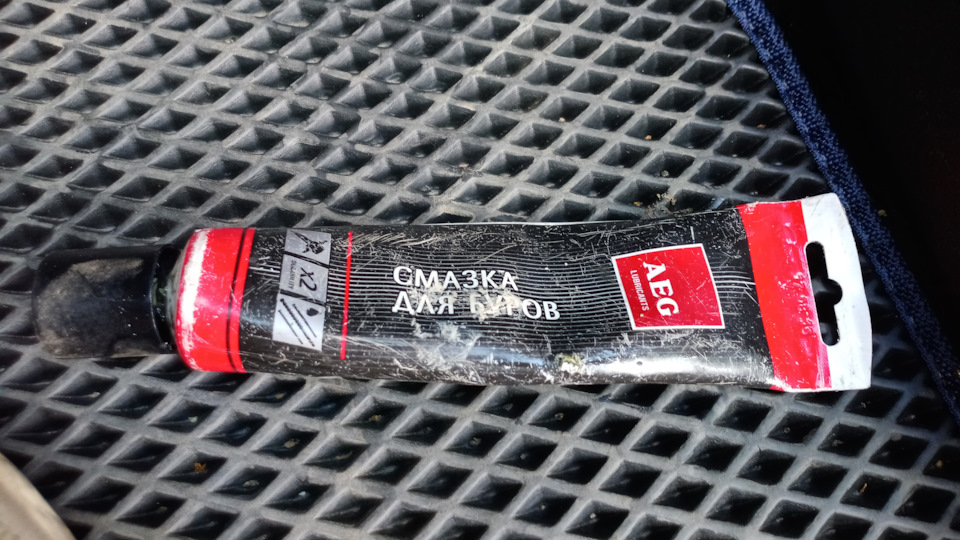 x2
СМАЗКА
ДЛЯ БУРОВ
AEG
LUBRICANTS